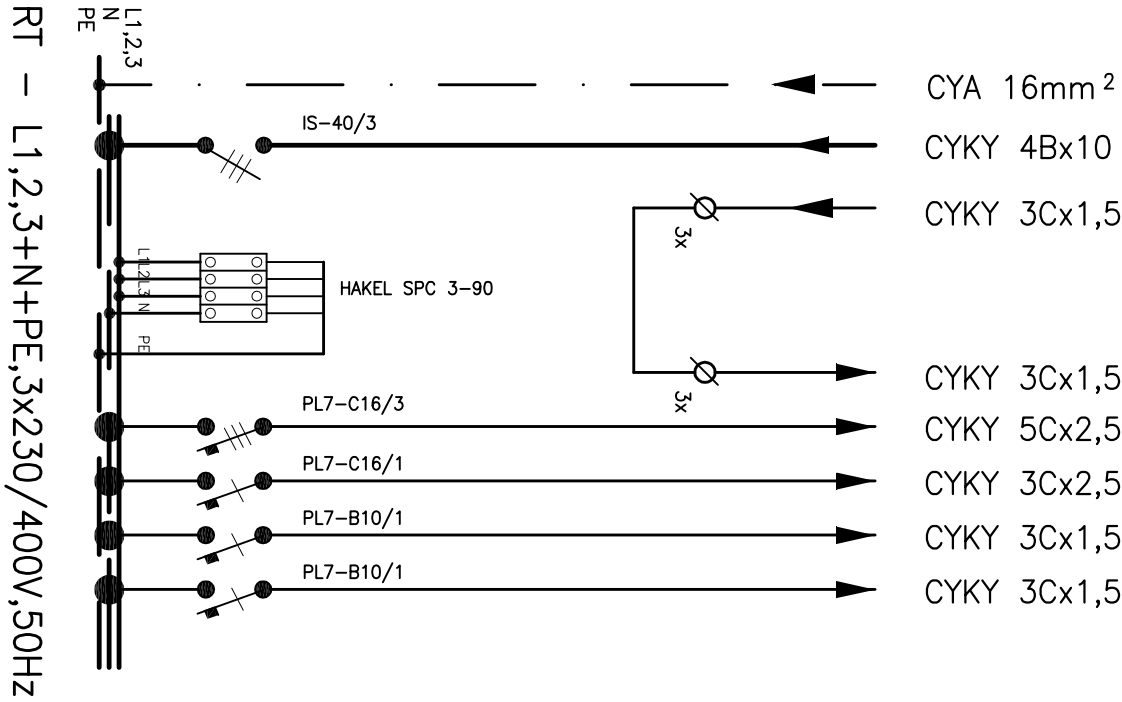 RT - L1,2,3+N+PE,3x230/400V,50Hz
L1,2,3
N
PE
CYA 16mm²
IS-40/3
CYKY 4Bx10
3x
CYKY 3Cx1,5
L1
L2
L3
N
PE
HAKEL SPC 3-90
3x
CYKY 3Cx1,5
PL7-C16/3
CYKY 5Cx2,5
PL7-C16/1
CYKY 3Cx2,5
PL7-B10/1
CYKY 3Cx1,5
PL7-B10/1
CYKY 3Cx1,5